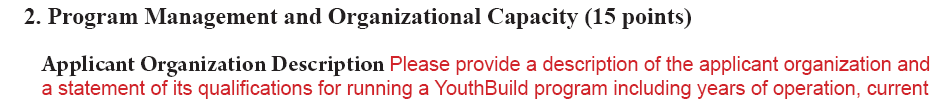 2. Program Management and Organizational Capacity (15 points)
Applicant Organization Description Please provide a description of the applicant organization and
a statement of its qualifications for running a YouthBuild program including years of operation, current